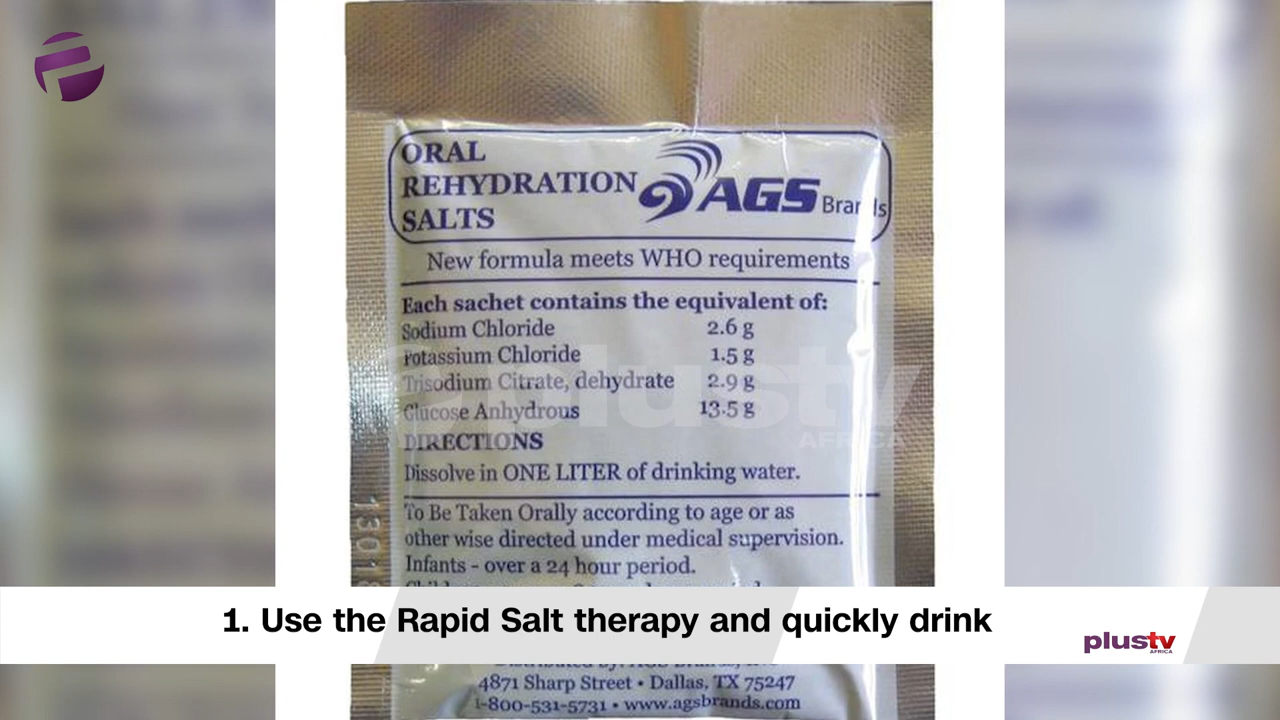 ORAL
REHYDRATION
SALTS
AGS Brands
New formula meets WHO requirements
Each sachet contains the equivalent of:
Sodium Chloride 2.6 g
Potassium Chloride 1.5 g
Trisodium Citrate, dehydrate 2.9 g
Glucose Anhydrous 13.5 g
DIRECTIONS
Dissolve in ONE LITER of drinking water.
To Be Taken Orally according to age or as
other wise directed under medical supervision.
Infants - over a 24 hour period.
plustv
AFRICA
1. Use the Rapid Salt therapy and quickly drink
plustv
AFRICA
4871 Sharp Street • Dallas, TX 75247
1-800-531-5731 • www.agsbrands.com